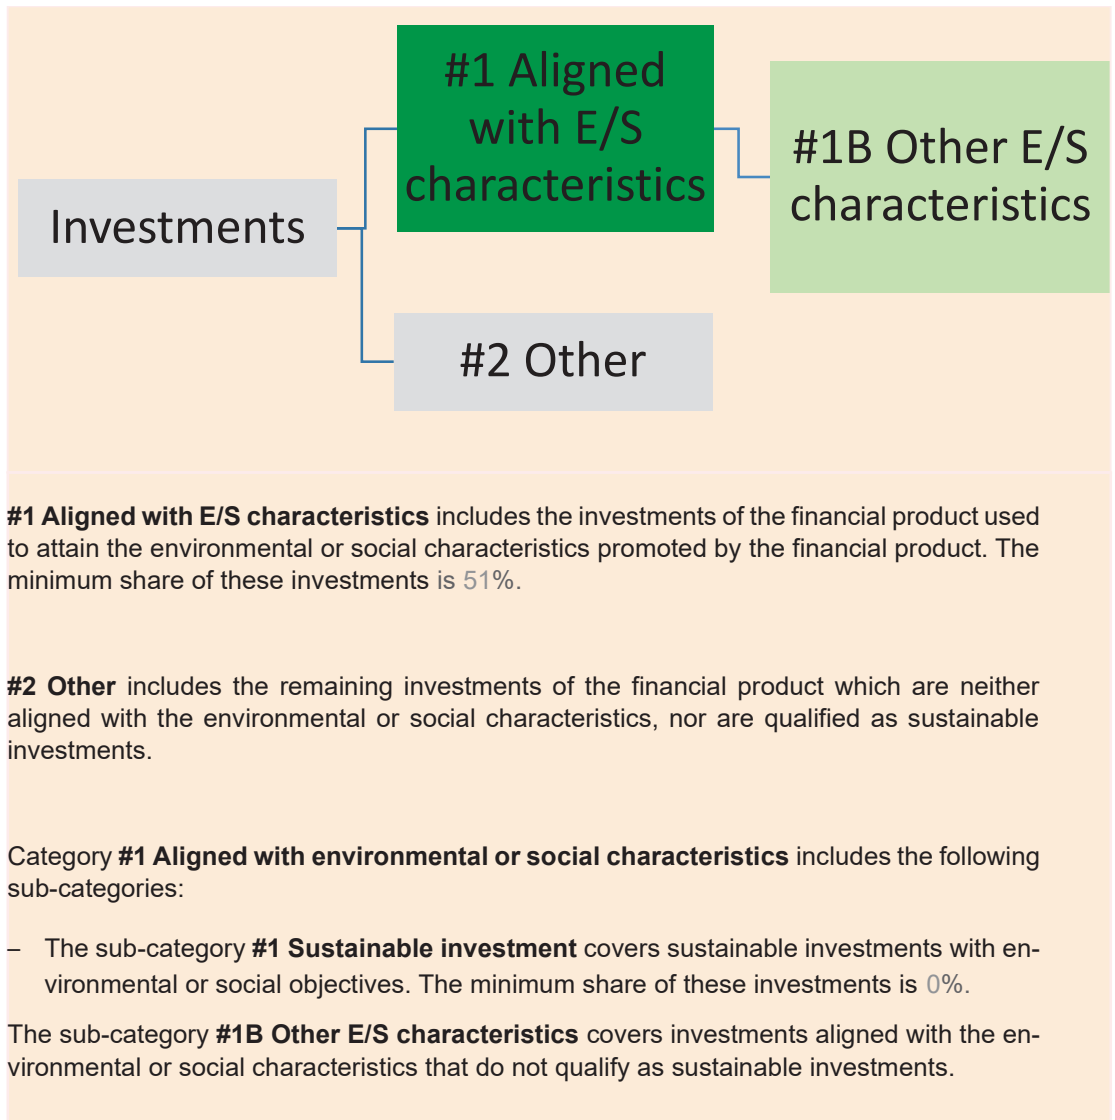 #1 Aligned
with E/S
characteristics
#1B Other E/S
characteristics
Investments
#2 Other
#1 Aligned with E/S characteristics includes the investments of the financial product used
to attain the environmental or social characteristics promoted by the financial product. The
minimum share of these investments is 51%.
#2 Other includes the remaining investments of the financial product which are neither
aligned with the environmental or social characteristics, nor are qualified as sustainable
investments.
Category #1 Aligned with environmental or social characteristics includes the following
sub-categories:
– The sub-category #1 Sustainable investment covers sustainable investments with en-
vironmental or social objectives. The minimum share of these investments is 0%.
The sub-category #1B Other E/S characteristics covers investments aligned with the en-
vironmental or social characteristics that do not qualify as sustainable investments.